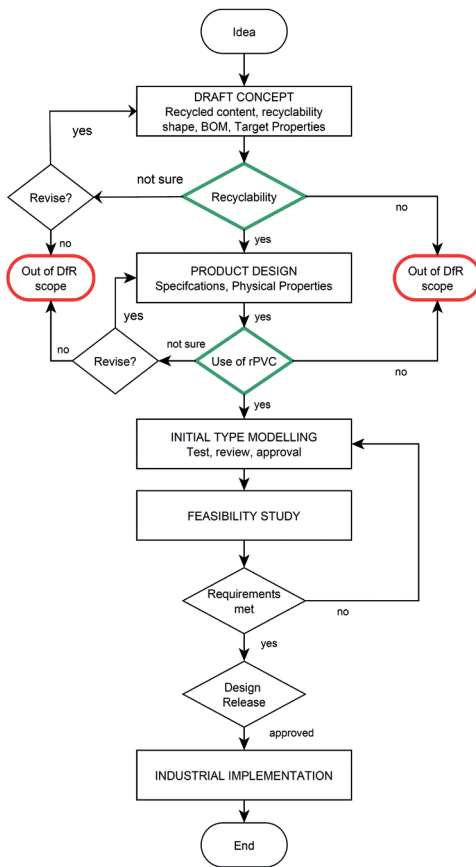 Idea
DRAFT CONCEPT
Recycled content, recyclability
shape, BOM, Target Properties
yes
not sure
Revise?
Recyclability
no
no
yes
Out of DfR
scope
Out of DfR
scope
PRODUCT DESIGN
Specifcations, Physical Properties
yes
yes
no
Revise?
not sure
Use of rPVC
no
yes
INITIAL TYPE MODELLING
Test, review, approval
FEASIBILITY STUDY
Requirements
met
no
yes
Design
Release
approved
INDUSTRIAL IMPLEMENTATION
End